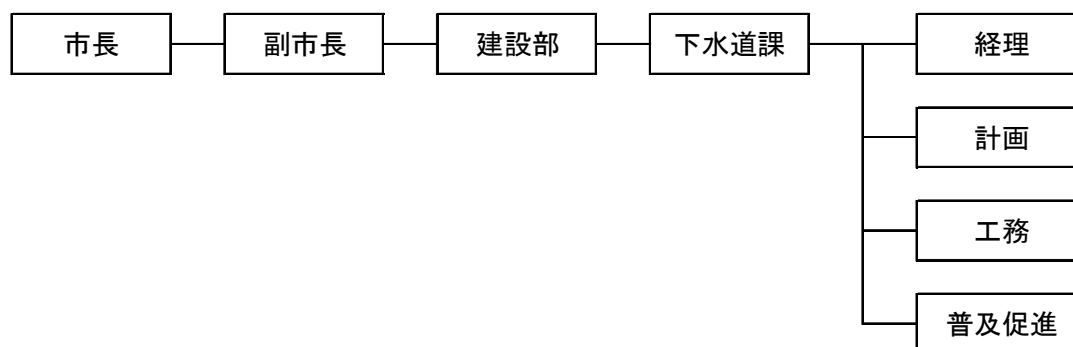 市長
副市長
建設部
下水道課
経理
計画
工務
普及促進